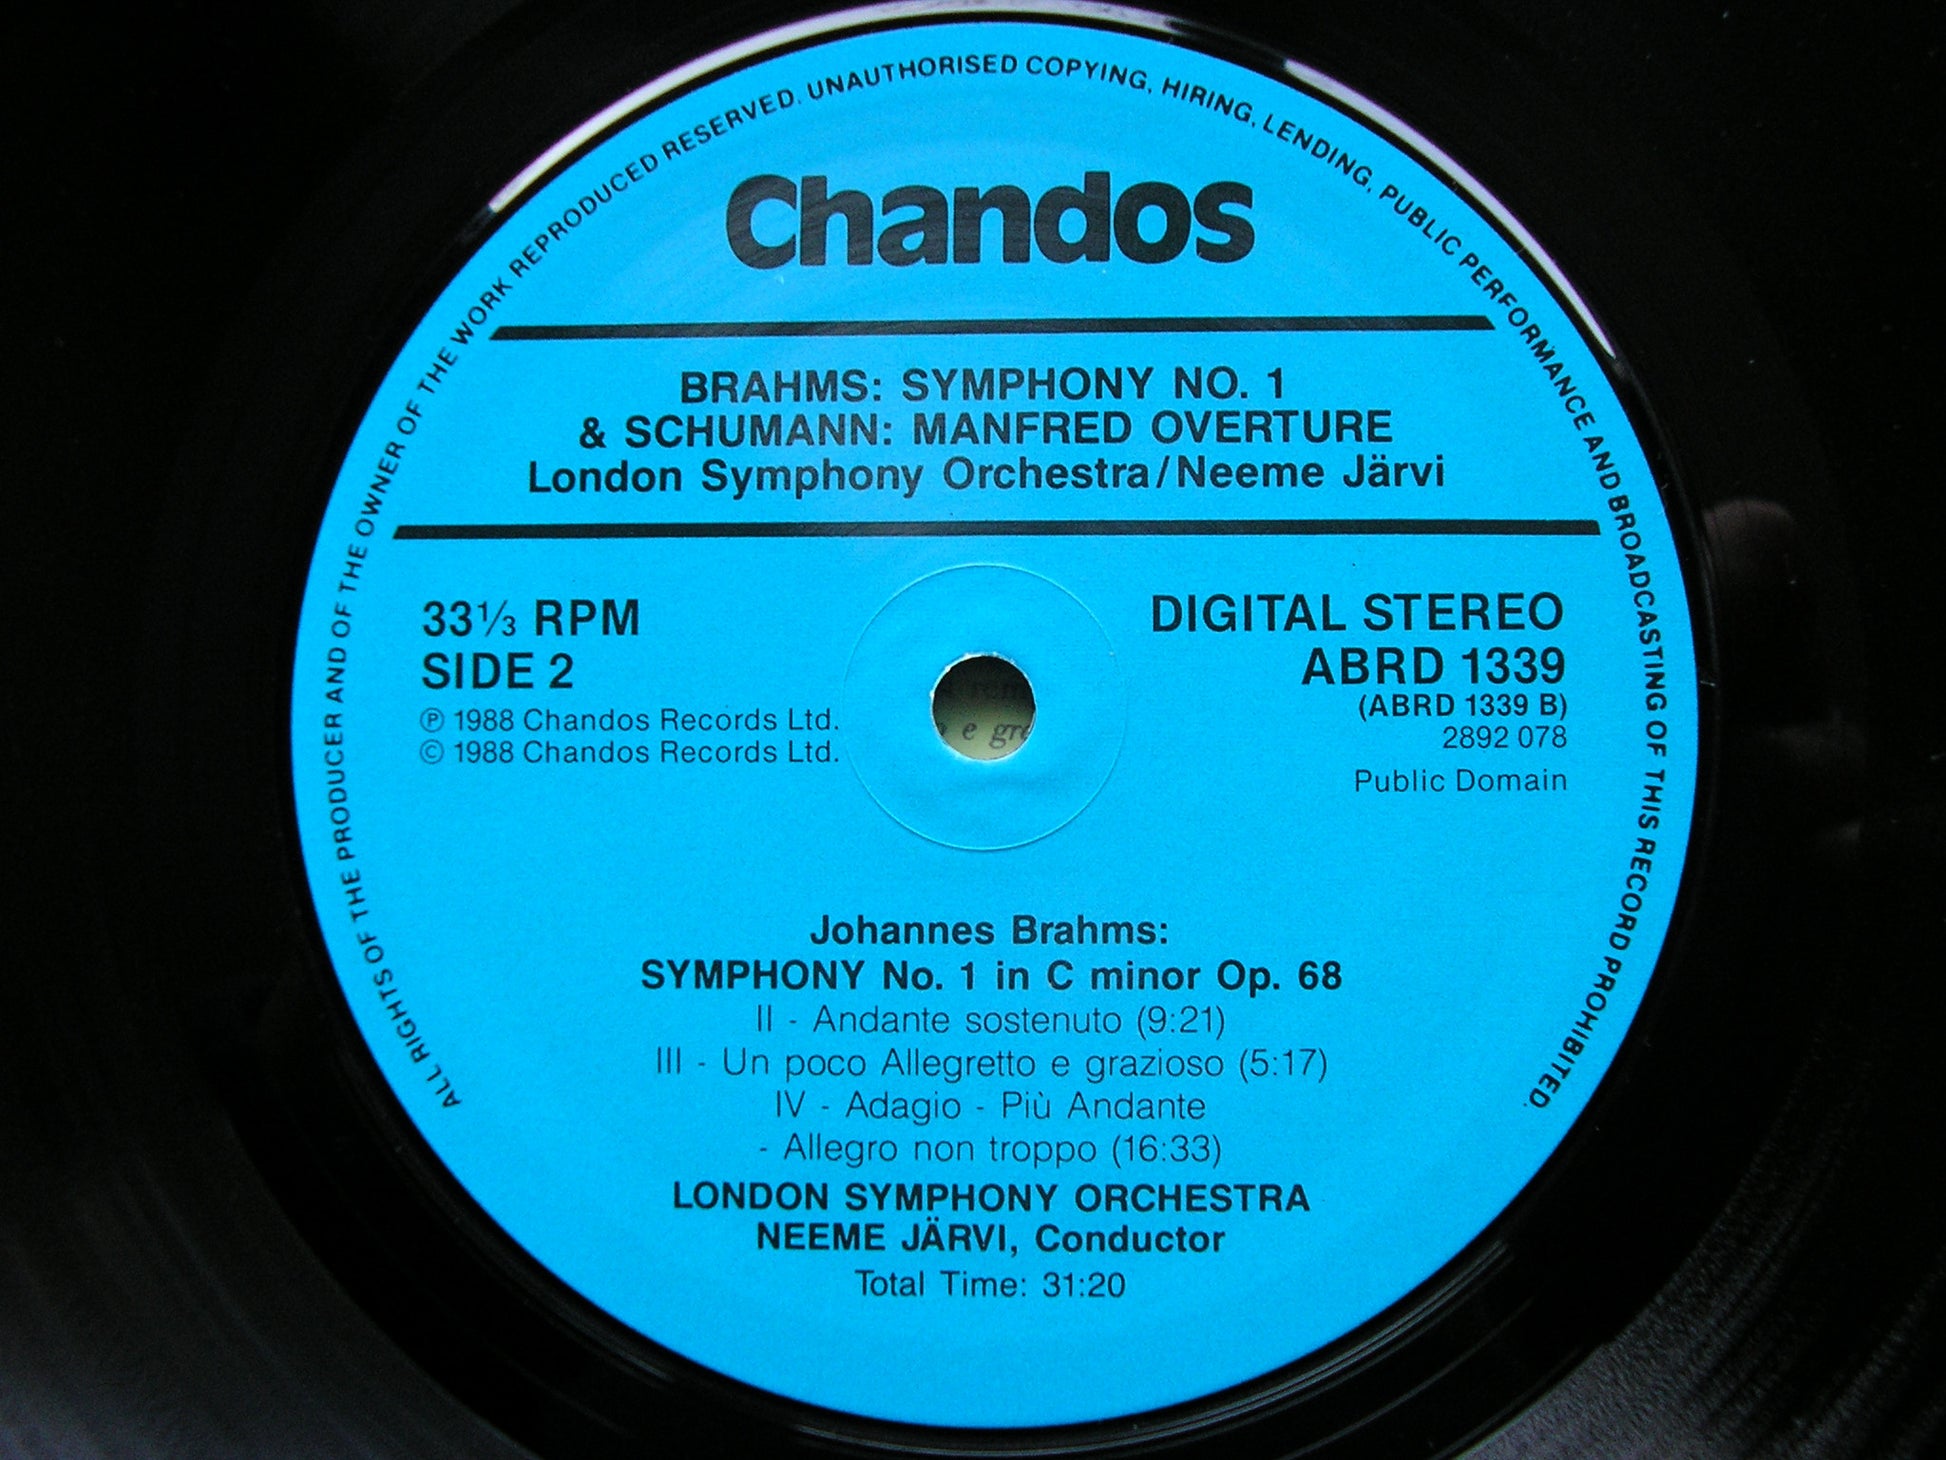 ALL RIGHTS OF THE PRODUCER AND OF THE OWNER OF THE WORK REPRODUCED RESERVED. UNAUTHORISED COPYING, HIRING, LENDING, PUBLIC PERFORMANCE AND BROADCASTING OF THIS RECORD PROHIBITED.
Chandos
BRAHMS: SYMPHONY NO. 1
& SCHUMANN: MANFRED OVERTURE
London Symphony Orchestra/Neeme Järvi
33⅓ RPM
SIDE 2
℗ 1988 Chandos Records Ltd.
© 1988 Chandos Records Ltd.
DIGITAL STEREO
ABRD 1339
(ABRD 1339 B)
2892 078
Public Domain
e gr
Johannes Brahms:
SYMPHONY No. 1 in C minor Op. 68
II - Andante sostenuto (9:21)
III - Un poco Allegretto e grazioso (5:17)
IV - Adagio - Più Andante
- Allegro non troppo (16:33)
LONDON SYMPHONY ORCHESTRA
NEEME JÄRVI, Conductor
Total Time: 31:20